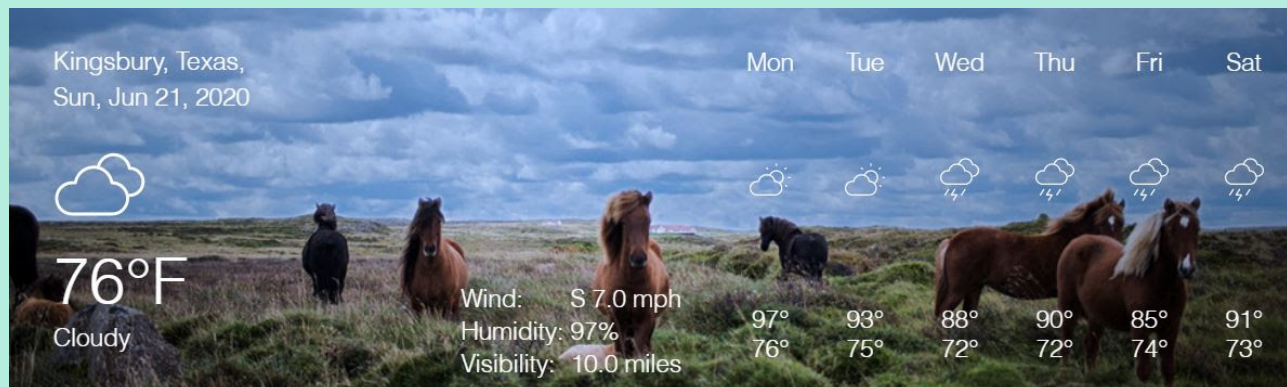 Kingsbury, Texas,
Sun, Jun 21, 2020
Mon Tue Wed Thu Fri Sat
76°F
Cloudy
Wind: S 7.0 mph
Humidity: 97%
Visibility: 10.0 miles
97° 93° 88° 90° 85° 91°
76° 75° 72° 72° 74° 73°